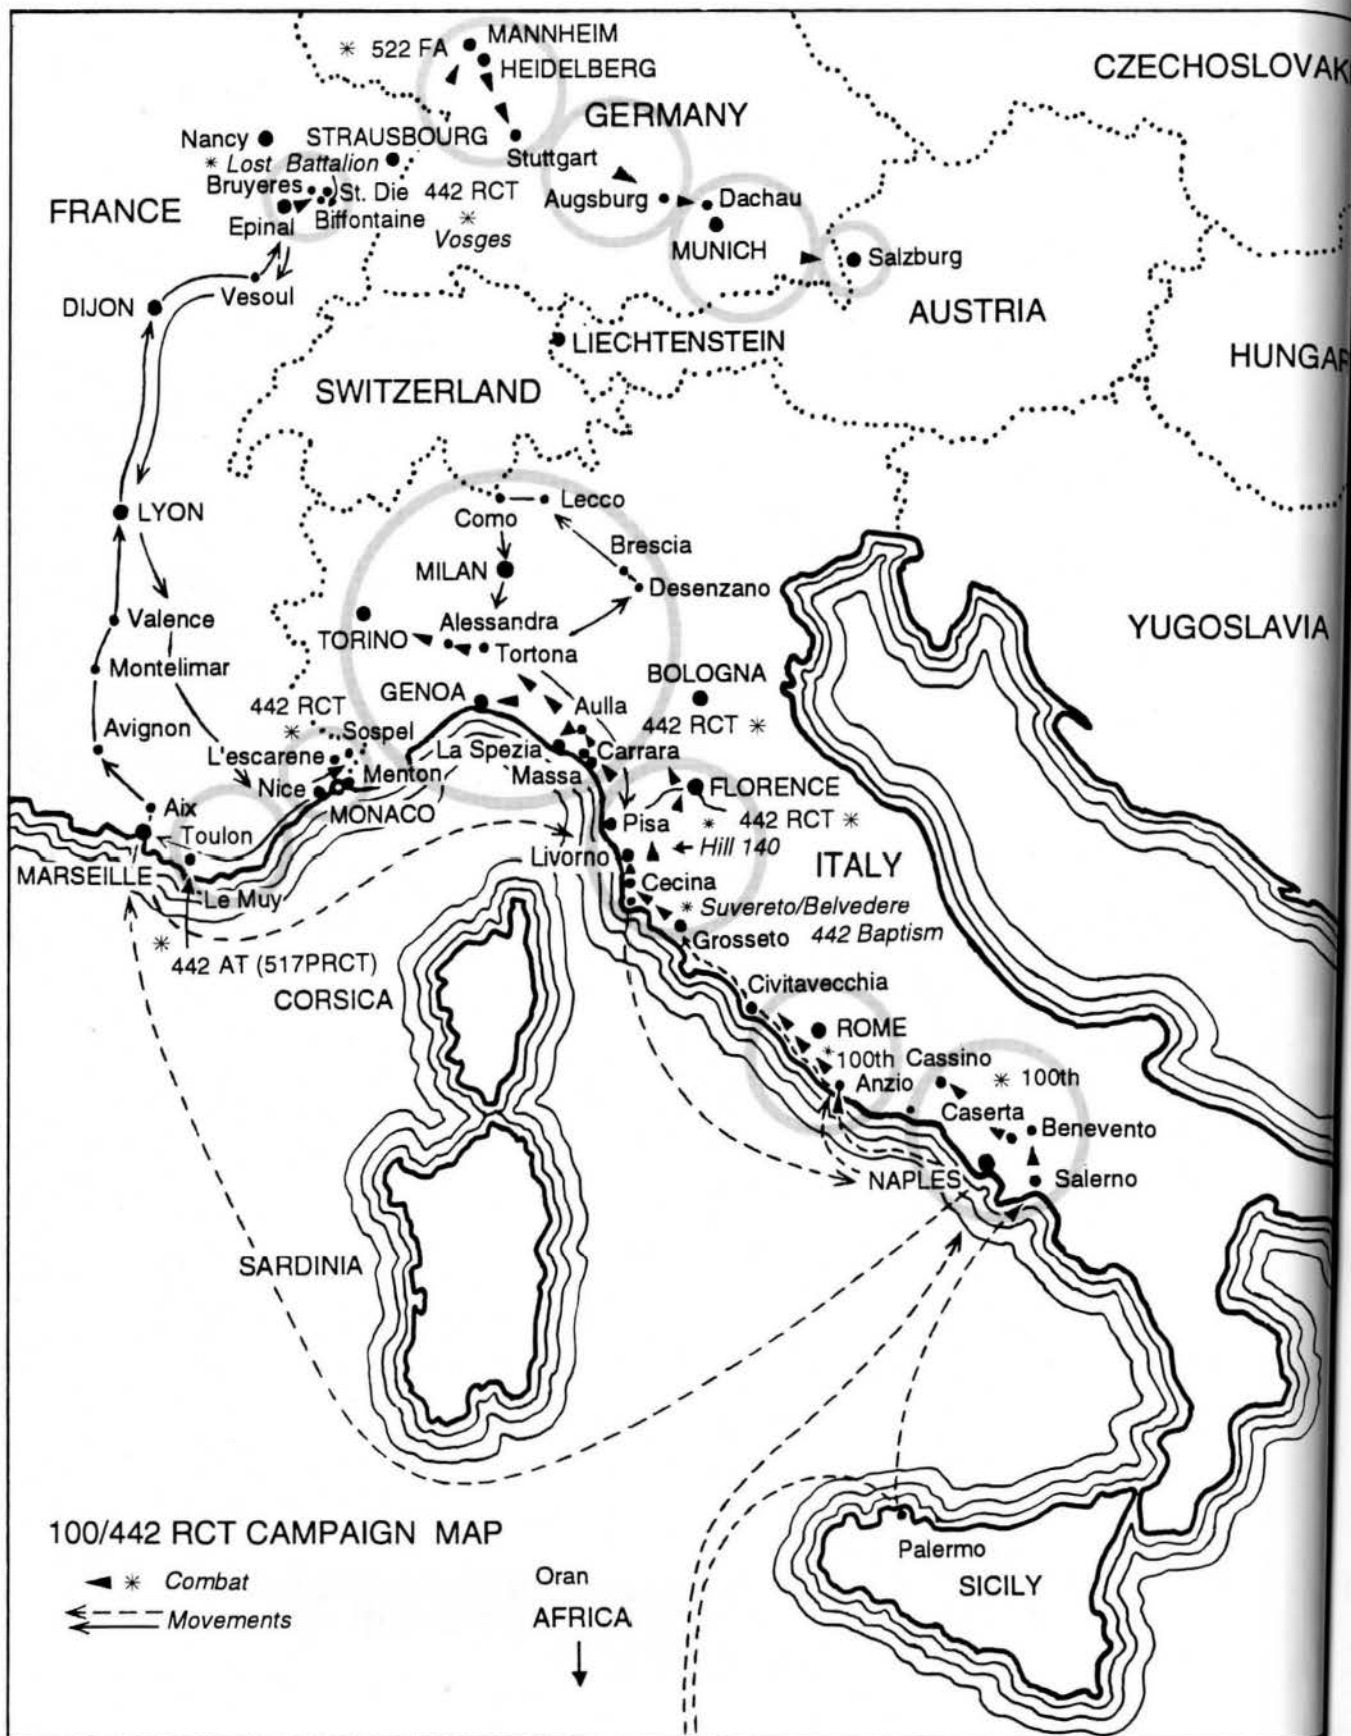 MANNHEIM
✳ 522 FA
HEIDELBERG
CZECHOSLOVAK
GERMANY
Nancy
STRAUSBOURG
Stuttgart
* Lost Battalion
Bruyeres
St. Die
442 RCT
✳
Vosges
Augsburg
Dachau
FRANCE
Epinal
Biffontaine
MUNICH
Salzburg
Vesoul
DIJON
AUSTRIA
LIECHTENSTEIN
HUNGAR
SWITZERLAND
Lecco
LYON
Como
Brescia
MILAN
Desenzano
Valence
Alessandra
TORINO
YUGOSLAVIA
Tortona
Montelimar
BOLOGNA
GENOA
442 RCT
✳
Aulla
442 RCT ✳
Sospel
Avignon
L'escarene
La Spezia
Carrara
Menton
Massa
Nice
FLORENCE
Aix
MONACO
Pisa
* 442 RCT ✳
Toulon
Hill 140
Livorno
ITALY
MARSEILLE
Cecina
Le Muy
* Suvereto/Belvedere
Grosseto
442 Baptism
✳
442 AT (517PRCT)
CORSICA
Civitavecchia
ROME
*100th
Cassino
Anzio
✳ 100th
Caserta
Benevento
NAPLES
Salerno
SARDINIA
100/442 RCT CAMPAIGN MAP
✳ Combat
Movements
Oran
AFRICA
Palermo
SICILY